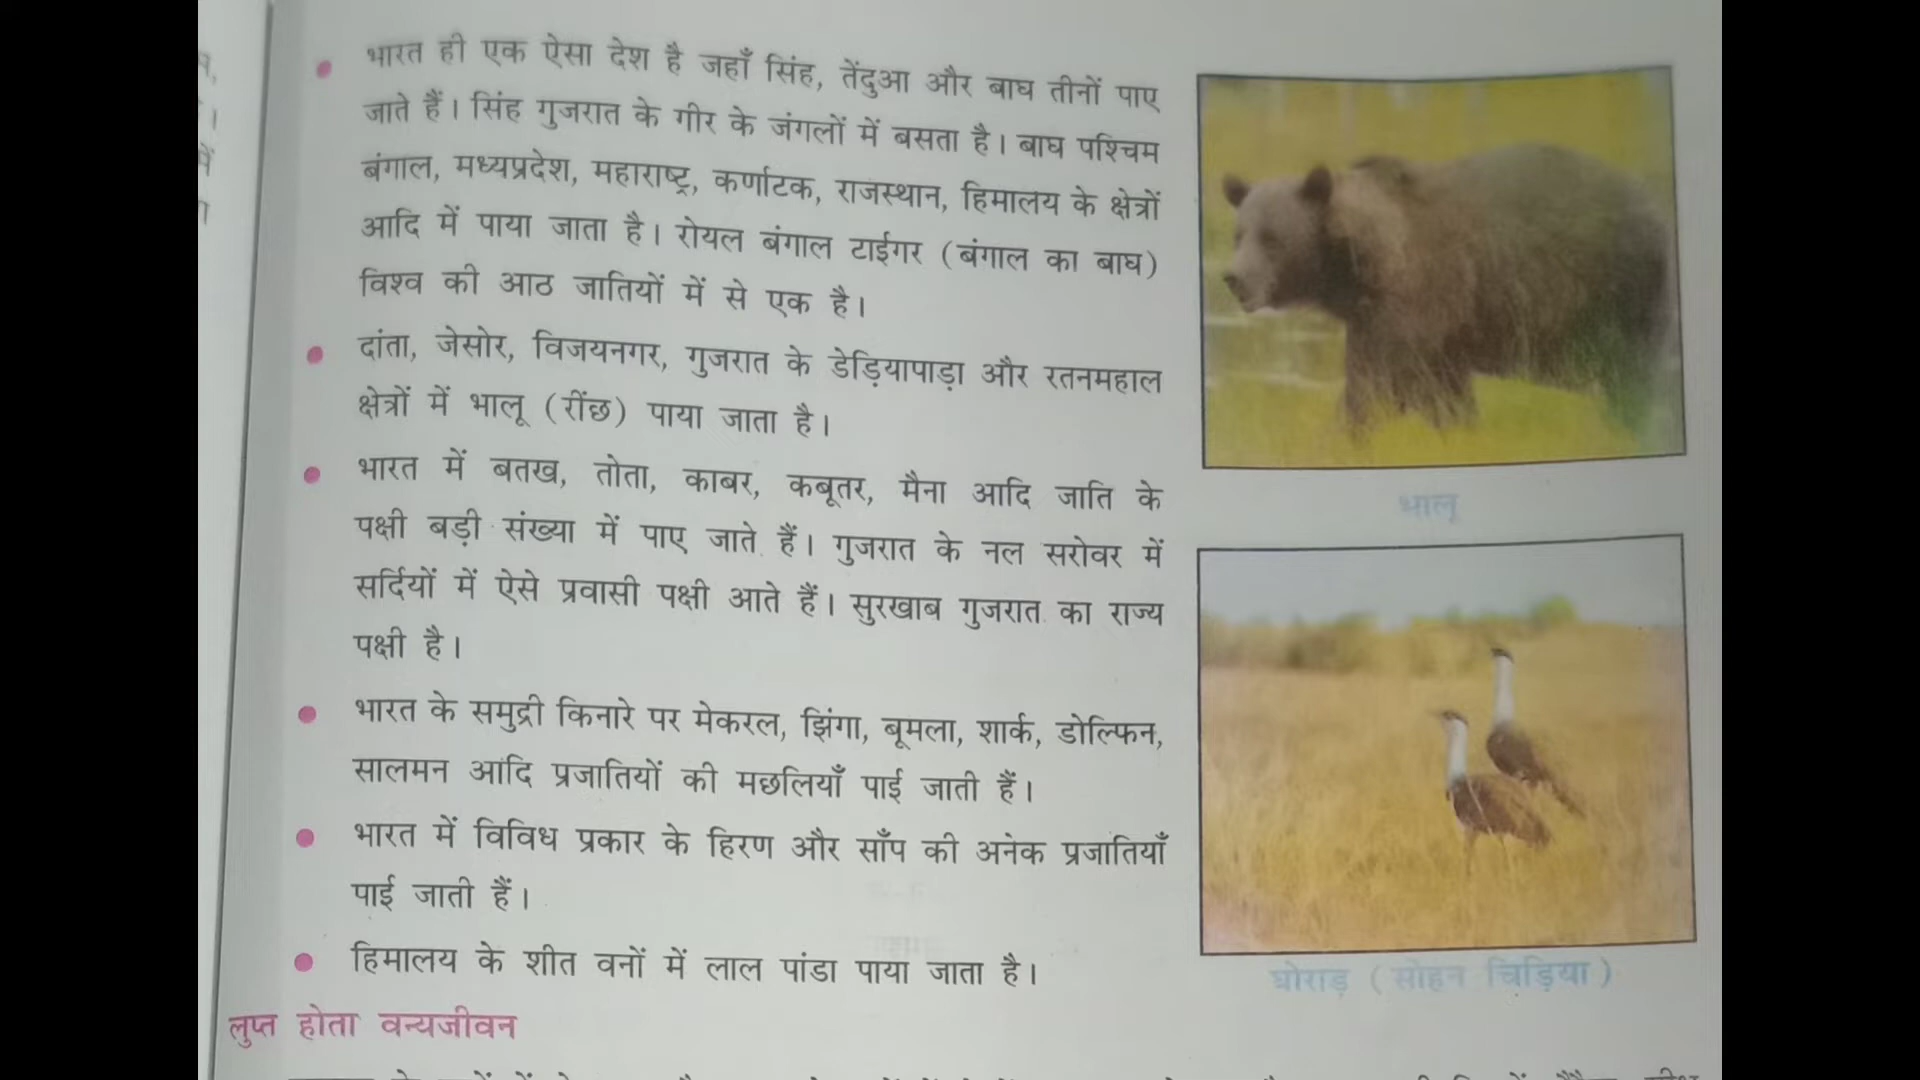 भारत ही एक ऐसा देश है जहाँ सिंह, तेंदुआ और बाघ तीनों पाए
जाते हैं। सिंह गुजरात के गीर के जंगलों में बसता है। बाघ पश्चिम
बंगाल, मध्यप्रदेश, महाराष्ट्र, कर्णाटक, राजस्थान, हिमालय के क्षेत्रों
आदि में पाया जाता है। रोयल बंगाल टाईगर (बंगाल का बाघ)
विश्व की आठ जातियों में से एक है।
दांता, जेसोर, विजयनगर, गुजरात के डेड़ियापाड़ा और रतनमहाल
क्षेत्रों में भालू (रींछ) पाया जाता है।
भारत में बतख, तोता, काबर, कबूतर, मैना आदि जाति के
पक्षी बड़ी संख्या में पाए जाते हैं। गुजरात के नल सरोवर में
सर्दियों में ऐसे प्रवासी पक्षी आते हैं। सुरखाब गुजरात का राज्य
पक्षी है।
भारत के समुद्री किनारे पर मेकरल, झिंगा, बूमला, शार्क, डोल्फिन,
सालमन आदि प्रजातियों की मछलियाँ पाई जाती हैं।
भारत में विविध प्रकार के हिरण और साँप की अनेक प्रजातियाँ
पाई जाती हैं।
हिमालय के शीत वनों में लाल पांडा पाया जाता है।
भालू
घोराड़ (सोहन चिड़िया)
लुप्त होता वन्यजीवन